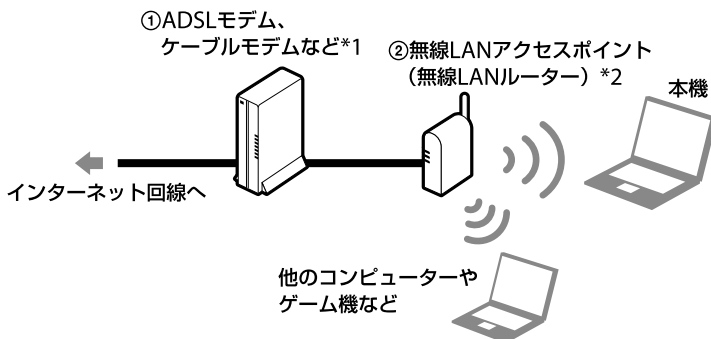 ①ADSLモデム、
ケーブルモデムなど*1
②無線LANアクセスポイント
（無線LANルーター）*2
本機
インターネット回線へ
他のコンピューターや
ゲーム機など